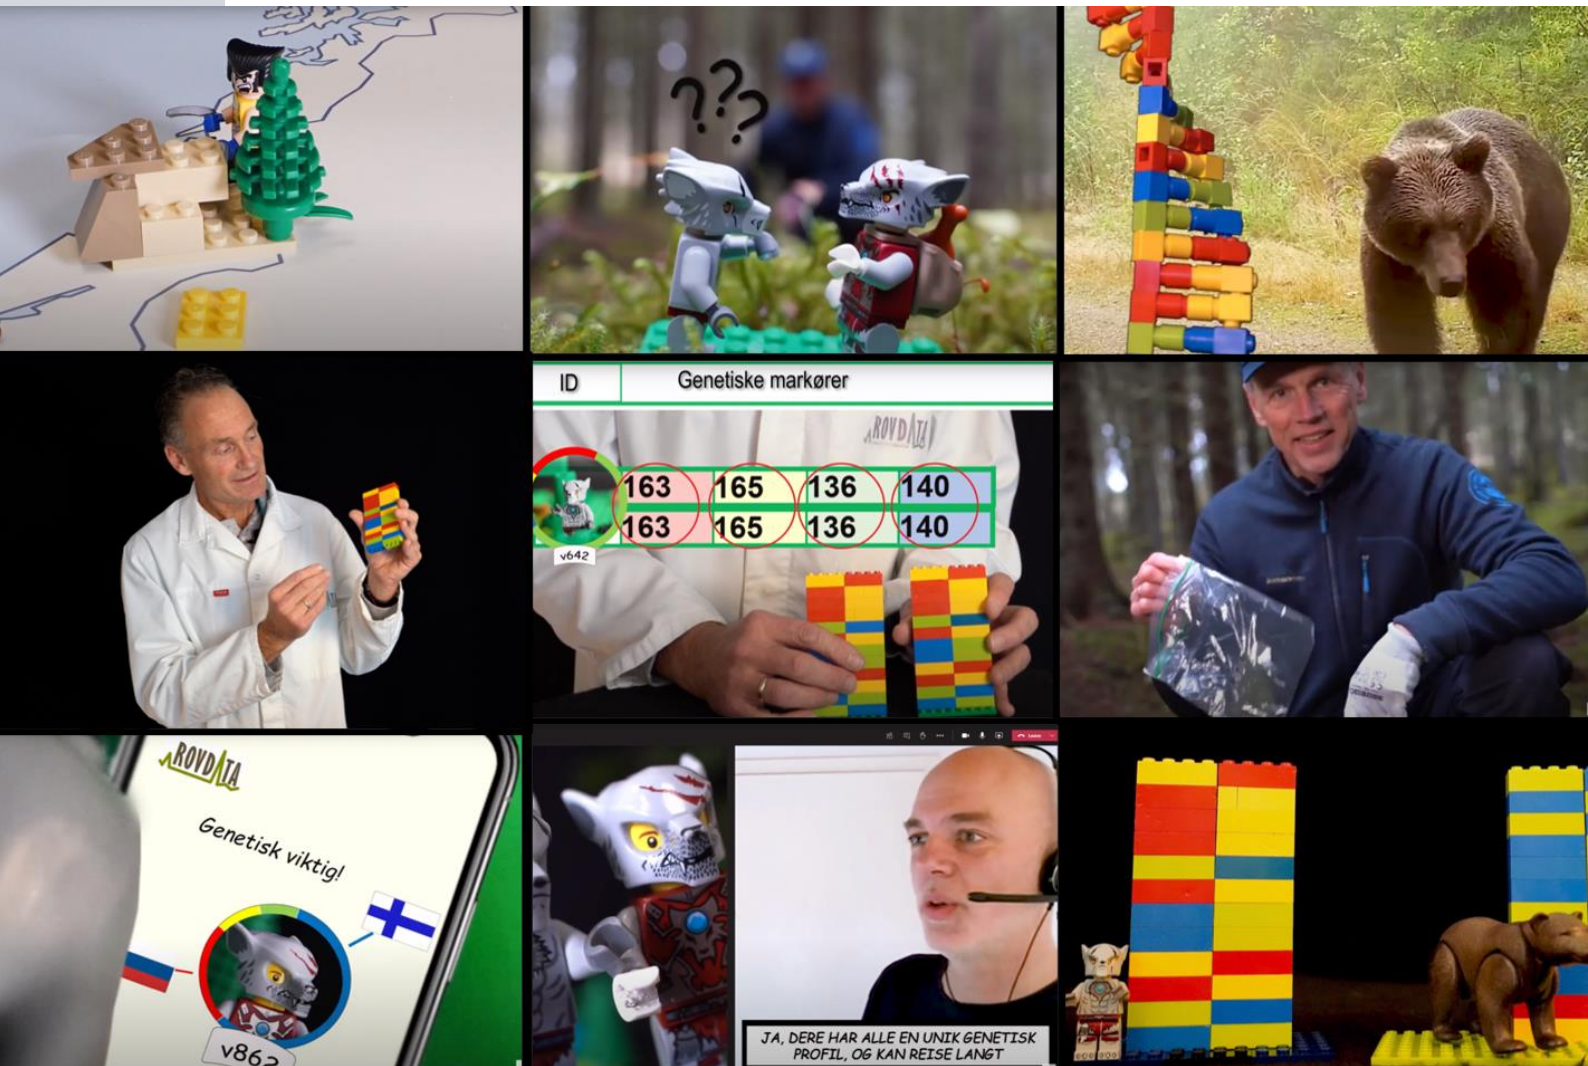 ???
ID
Genetiske markører
ROVDATA
163 165 136 140
163 165 136 140
v642
ROVDATA
Genetisk viktig!
v862
Leave
JA, DERE HAR ALLE EN UNIK GENETISK
PROFIL, OG KAN REISE LANGT